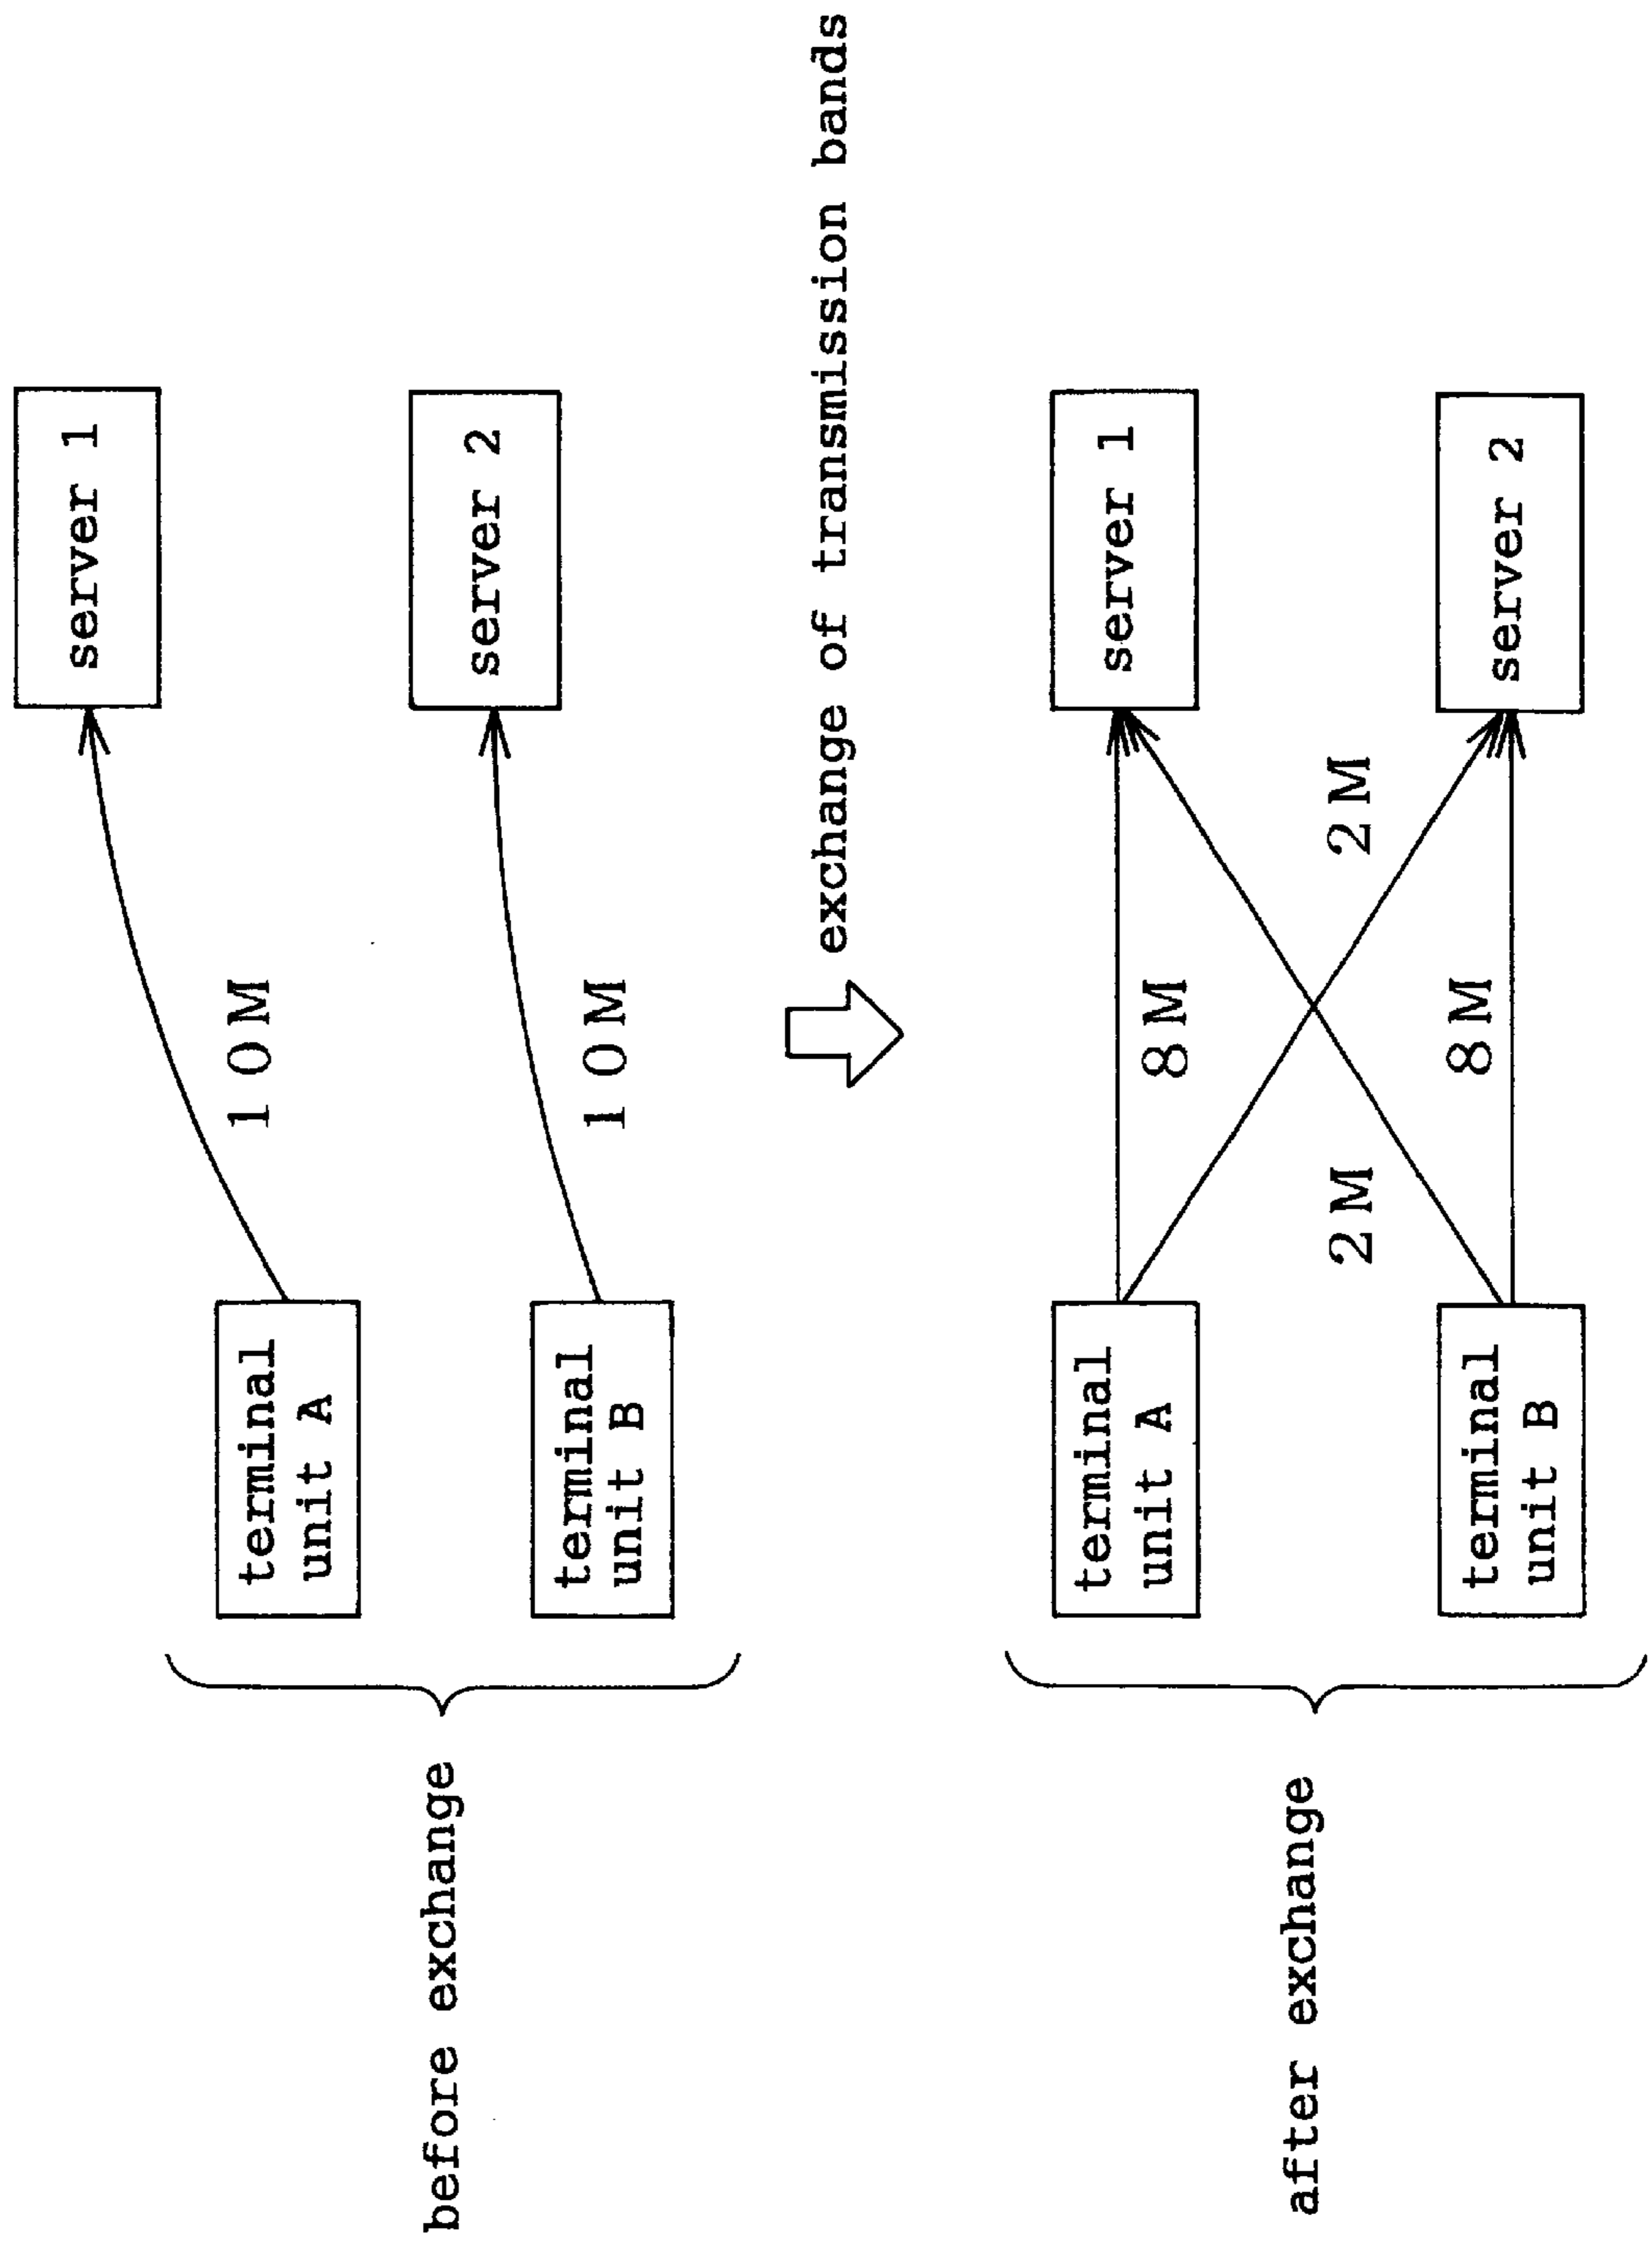 before exchange
terminal
unit A
10M
server 1
terminal
unit B
10M
server 2
exchange of transmission bands
after exchange
terminal
unit A
8M
server 1
2M
2M
terminal
unit B
8M
server 2